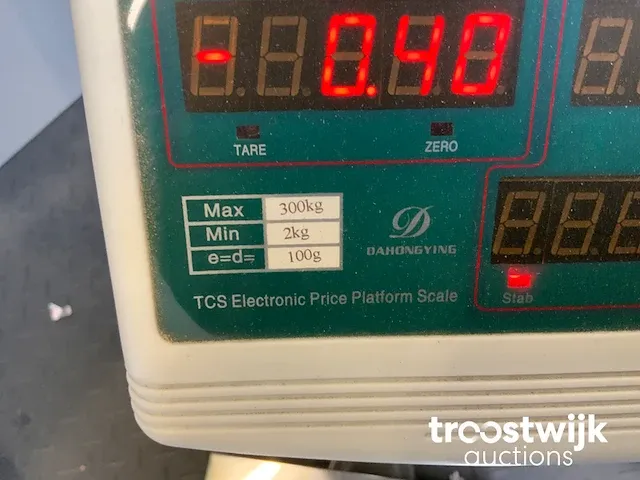 - 0.40
TARE ZERO
Max 300kg
Min 2kg
e=d= 100g
D
DAHONGYING
TCS Electronic Price Platform Scale
Stab
troostwijk
auctions